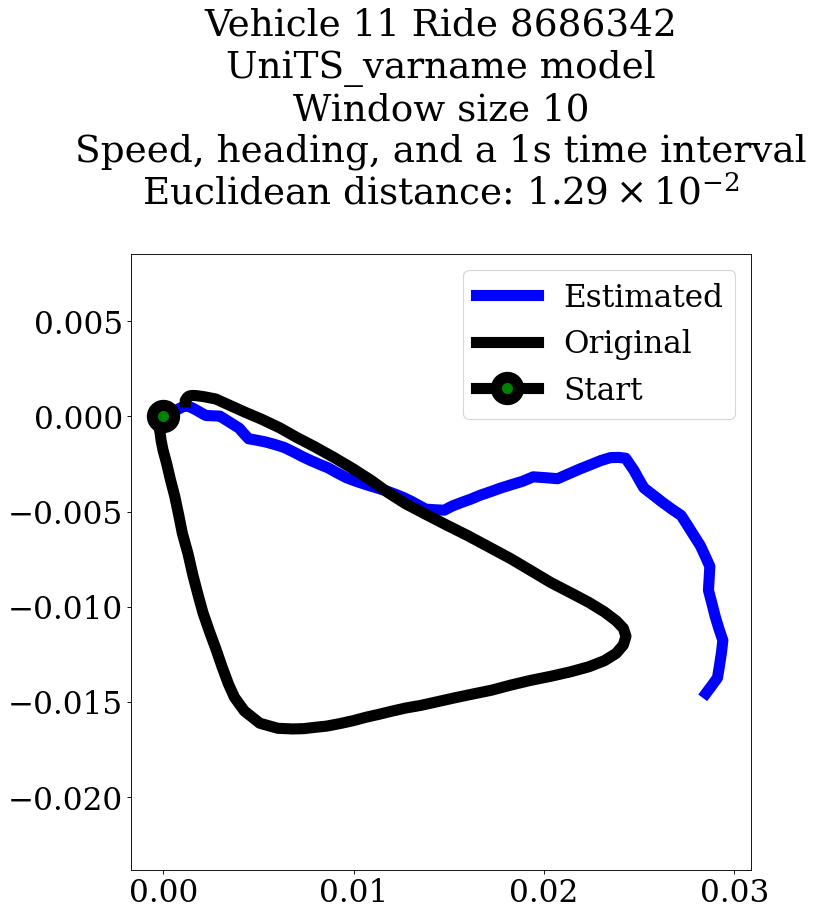 Vehicle 11 Ride 8686342
UniTS_varname model
Window size 10
Speed, heading, and a 1s time interval
Euclidean distance: 1.29 × 10⁻²
Estimated
Original
Start
0.005
0.000
−0.005
−0.010
−0.015
−0.020
0.00 0.01 0.02 0.03